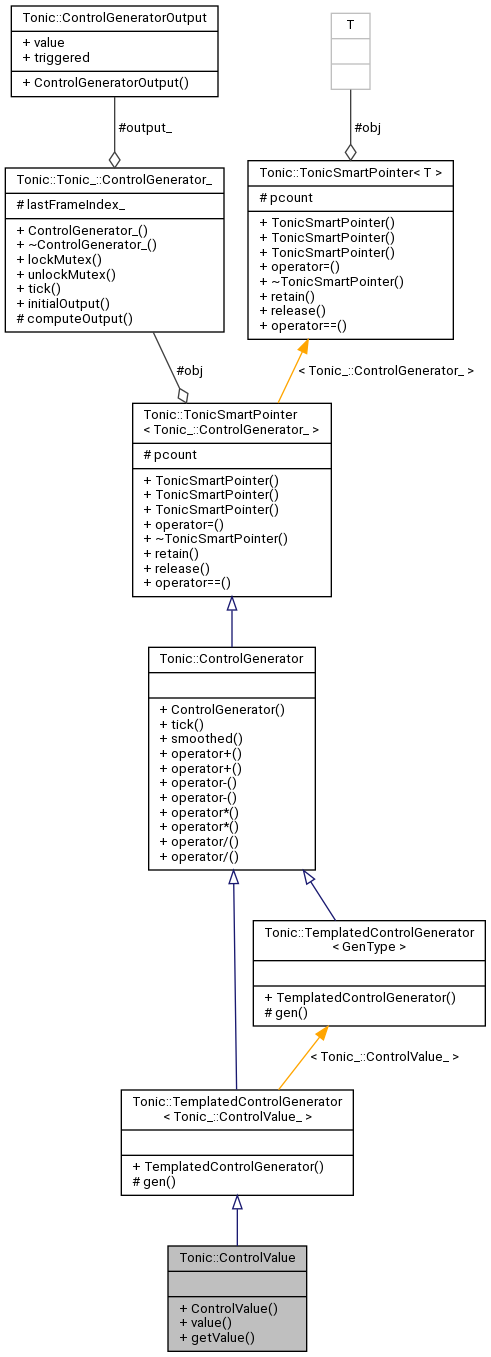 Tonic::ControlGeneratorOutput
+ value
+ triggered
+ ControlGeneratorOutput()
T
#output_
#obj
Tonic::Tonic_::ControlGenerator_
# lastFrameIndex_
+ ControlGenerator_()
+ ~ControlGenerator_()
+ lockMutex()
+ unlockMutex()
+ tick()
+ initialOutput()
# computeOutput()
Tonic::TonicSmartPointer< T >
# pcount
+ TonicSmartPointer()
+ TonicSmartPointer()
+ TonicSmartPointer()
+ operator=()
+ ~TonicSmartPointer()
+ retain()
+ release()
+ operator==()
#obj
< Tonic_::ControlGenerator_ >
Tonic::TonicSmartPointer
< Tonic_::ControlGenerator_ >
# pcount
+ TonicSmartPointer()
+ TonicSmartPointer()
+ TonicSmartPointer()
+ operator=()
+ ~TonicSmartPointer()
+ retain()
+ release()
+ operator==()
Tonic::ControlGenerator
+ ControlGenerator()
+ tick()
+ smoothed()
+ operator+()
+ operator+()
+ operator-()
+ operator-()
+ operator*()
+ operator*()
+ operator/()
+ operator/()
Tonic::TemplatedControlGenerator
< GenType >
+ TemplatedControlGenerator()
# gen()
< Tonic_::ControlValue_ >
Tonic::TemplatedControlGenerator
< Tonic_::ControlValue_ >
+ TemplatedControlGenerator()
# gen()
Tonic::ControlValue
+ ControlValue()
+ value()
+ getValue()